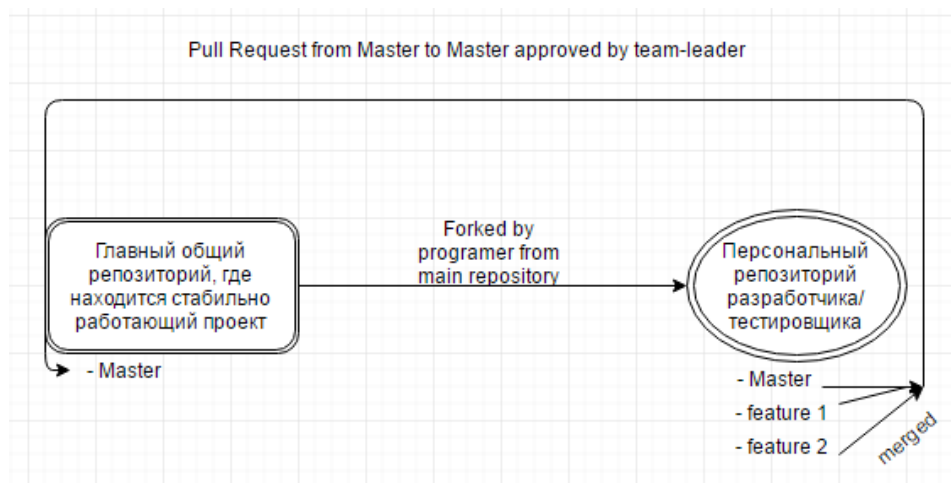 Pull Request from Master to Master approved by team-leader
Главный общий
репозиторий, где
находится стабильно
работающий проект
- Master
Forked by
programer from
main repository
Персональный
репозиторий
разработчика/
тестировщика
- Master
- feature 1
- feature 2
merged